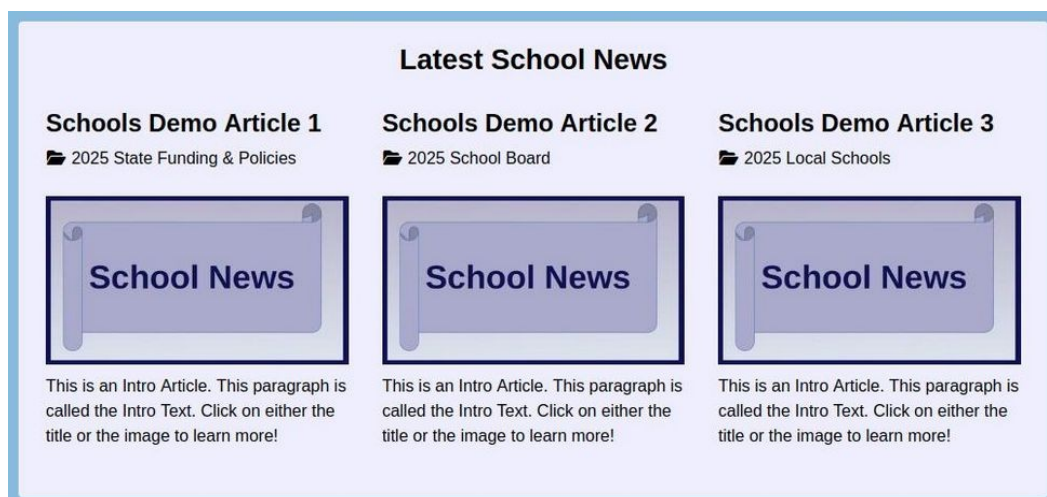 Latest School News
Schools Demo Article 1
2025 State Funding & Policies
School News
This is an Intro Article. This paragraph is
called the Intro Text. Click on either the
title or the image to learn more!
Schools Demo Article 2
2025 School Board
School News
This is an Intro Article. This paragraph is
called the Intro Text. Click on either the
title or the image to learn more!
Schools Demo Article 3
2025 Local Schools
School News
This is an Intro Article. This paragraph is
called the Intro Text. Click on either the
title or the image to learn more!